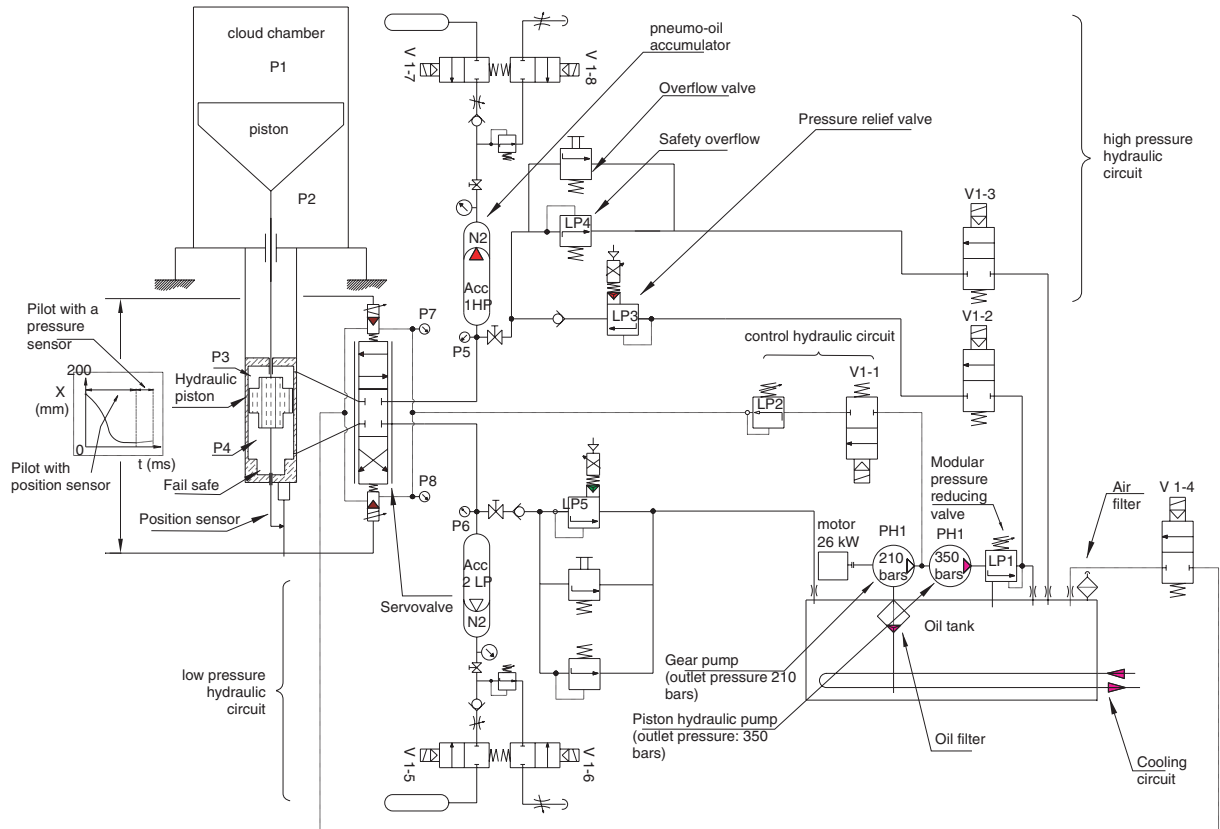 cloud chamber
P1
piston
P2
V 1-7
V 1-8
pneumo-oil
accumulator
Overflow valve
Safety overflow
Pressure relief valve
high pressure
hydraulic
circuit
V1-3
N2
LP4
Acc
1HP
LP3
V1-2
Pilot with a
pressure
sensor
P7
P5
control hydraulic circuit
V1-1
LP2
200
X
(mm)
0
t (ms)
P3
Hydraulic
piston
P4
Pilot with
position sensor
Fail safe
Position sensor
P8
P6
LP5
Acc
2 LP
N2
Servovalve
Modular
pressure
reducing
valve
Air
filter
V 1-4
motor
26 kW
PH1
PH1
210
bars
350
bars
LP1
Oil tank
Gear pump
(outlet pressure 210
bars)
Piston hydraulic pump
(outlet pressure: 350
bars)
Oil filter
Cooling
circuit
low pressure
hydraulic
circuit
V 1-5
V 1-6